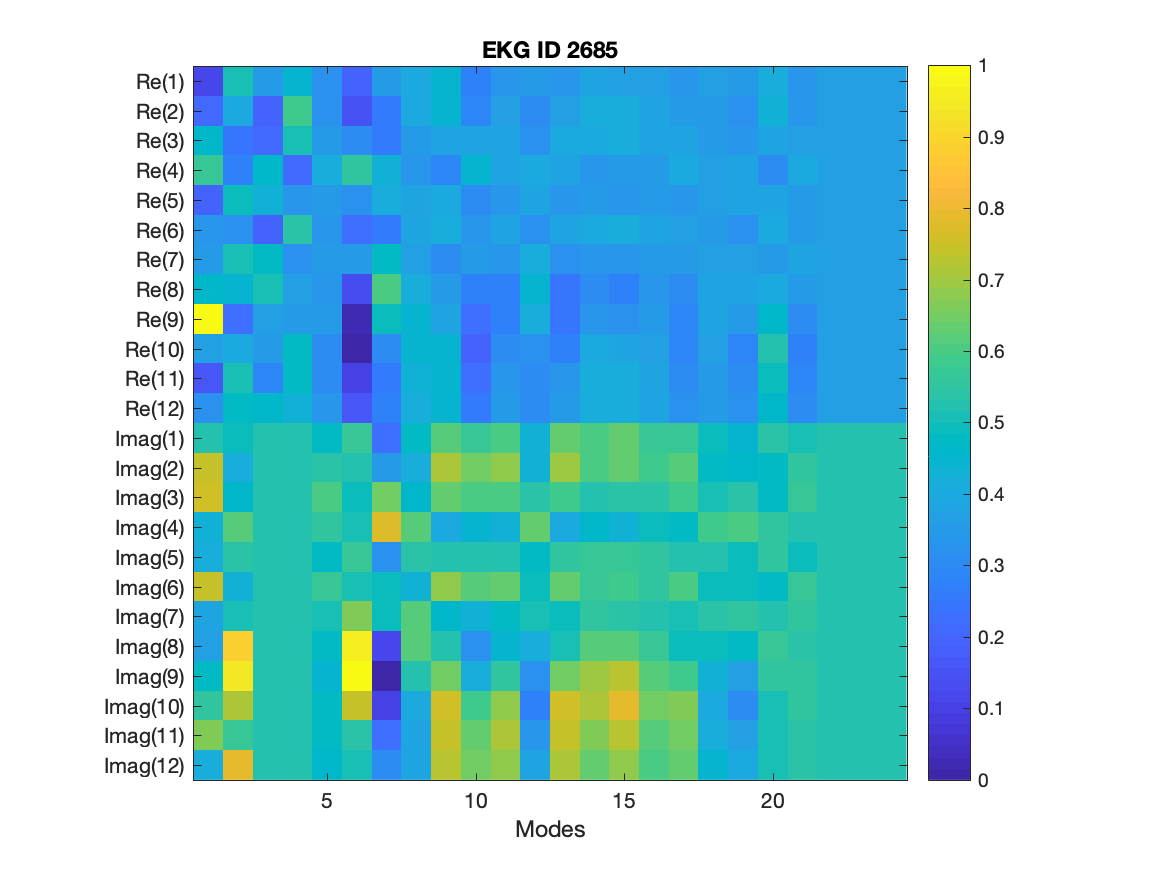 EKG ID 2685
Re(1)
Re(2)
Re(3)
Re(4)
Re(5)
Re(6)
Re(7)
Re(8)
Re(9)
Re(10)
Re(11)
Re(12)
Imag(1)
Imag(2)
Imag(3)
Imag(4)
Imag(5)
Imag(6)
Imag(7)
Imag(8)
Imag(9)
Imag(10)
Imag(11)
Imag(12)
5 10 15 20
Modes
1
0.9
0.8
0.7
0.6
0.5
0.4
0.3
0.2
0.1
0